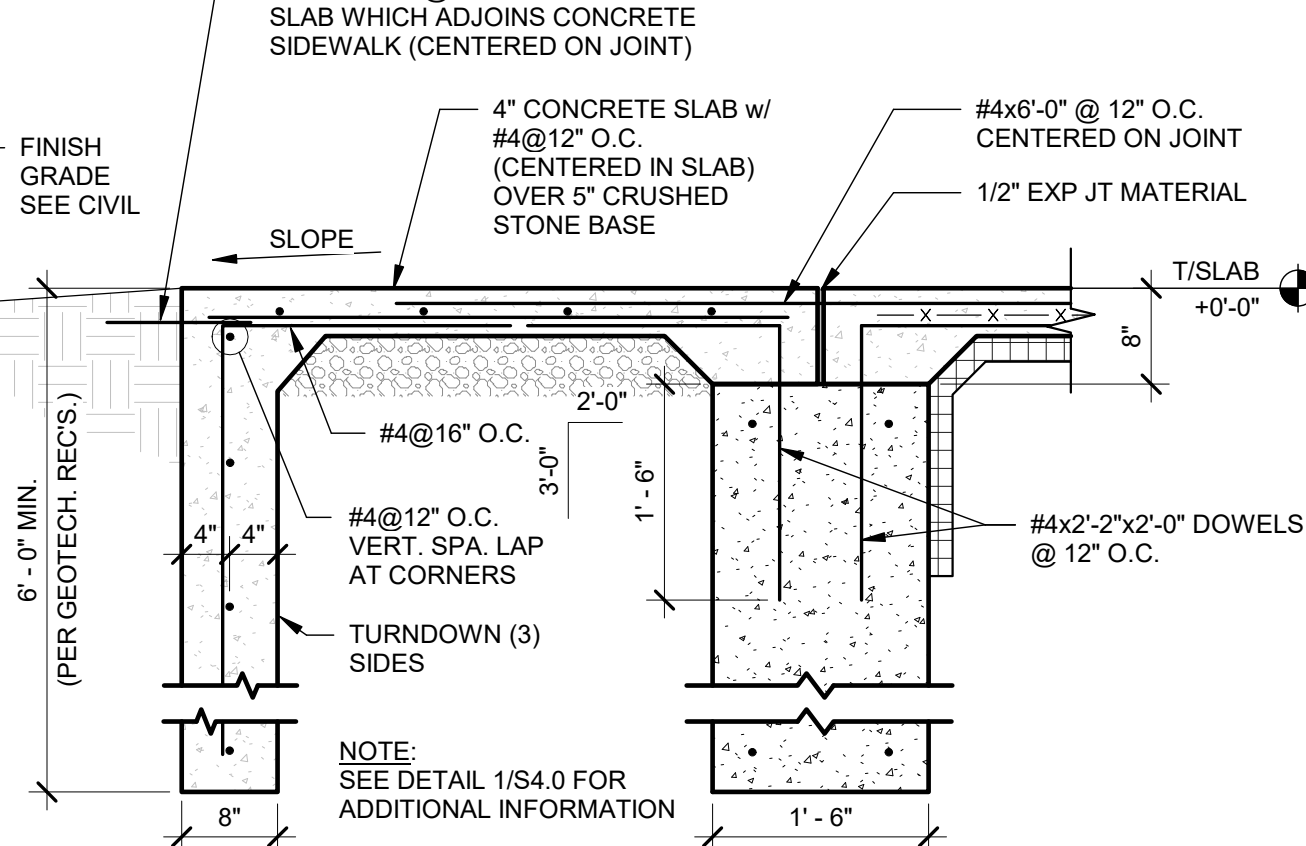 SLAB WHICH ADJOINS CONCRETE
SIDEWALK (CENTERED ON JOINT)
4" CONCRETE SLAB w/
#4@12" O.C.
(CENTERED IN SLAB)
OVER 5" CRUSHED
STONE BASE
#4x6'-0" @ 12" O.C.
CENTERED ON JOINT
1/2" EXP JT MATERIAL
FINISH
GRADE
SEE CIVIL
SLOPE
T/SLAB
+0'-0"
X X X
8"
6' - 0" MIN.
(PER GEOTECH. REC'S.)
#4@16" O.C.
2'-0"
3'-0"
1' - 6"
4" 4"
#4@12" O.C.
VERT. SPA. LAP
AT CORNERS
#4x2'-2"x2'-0" DOWELS
@ 12" O.C.
TURNDOWN (3)
SIDES
NOTE:
SEE DETAIL 1/S4.0 FOR
ADDITIONAL INFORMATION
8"
1' - 6"